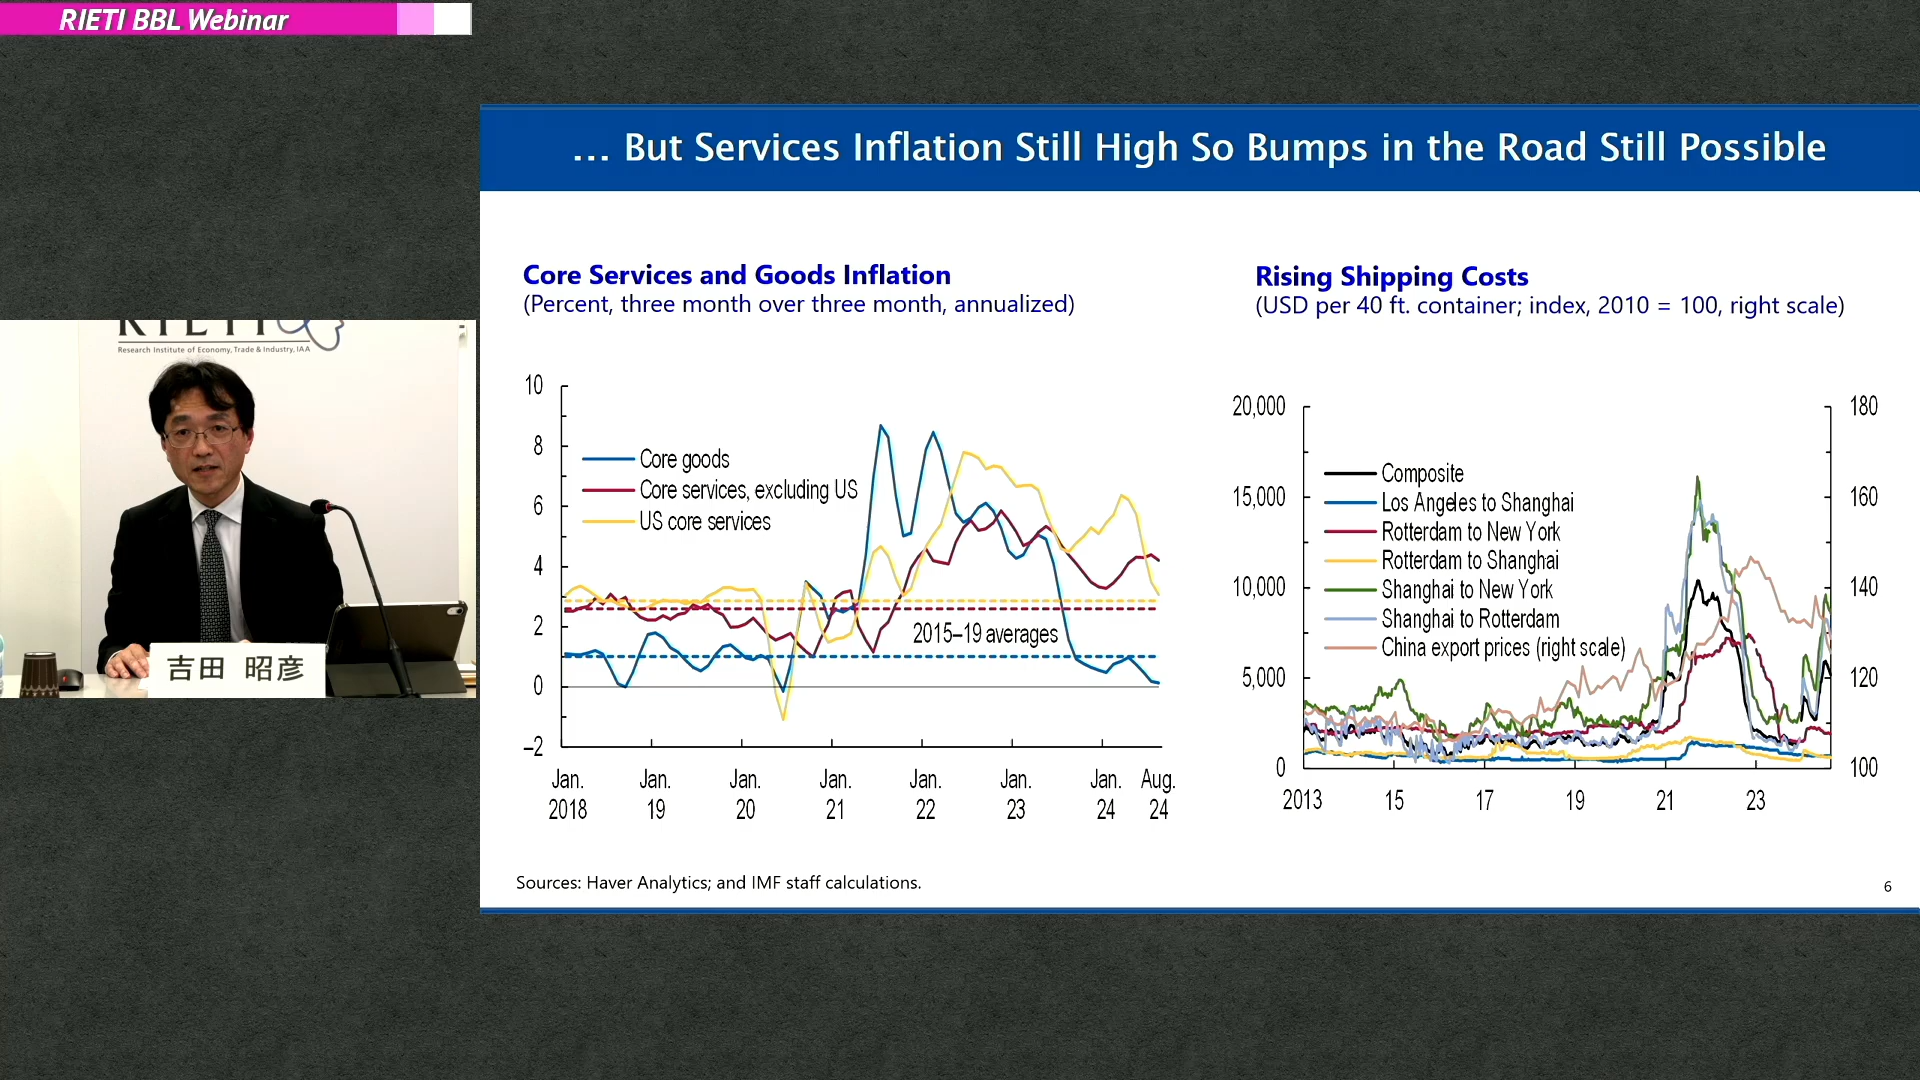 RIETI BBL Webinar
… But Services Inflation Still High So Bumps in the Road Still Possible
Core Services and Goods Inflation
(Percent, three month over three month, annualized)
10
8
6
4
2
0
–2
Core goods
Core services, excluding US
US core services
2015–19 averages
Jan. Jan. Jan. Jan. Jan. Jan. Jan. Aug.
2018 19 20 21 22 23 24 24
Rising Shipping Costs
(USD per 40 ft. container; index, 2010 = 100, right scale)
20,000
15,000
10,000
5,000
0
Composite
Los Angeles to Shanghai
Rotterdam to New York
Rotterdam to Shanghai
Shanghai to New York
Shanghai to Rotterdam
China export prices (right scale)
180
160
140
120
100
2013 15 17 19 21 23
Sources: Haver Analytics; and IMF staff calculations.
6
RIETI
Research Institute of Economy, Trade & Industry, IAA
吉田 昭彦